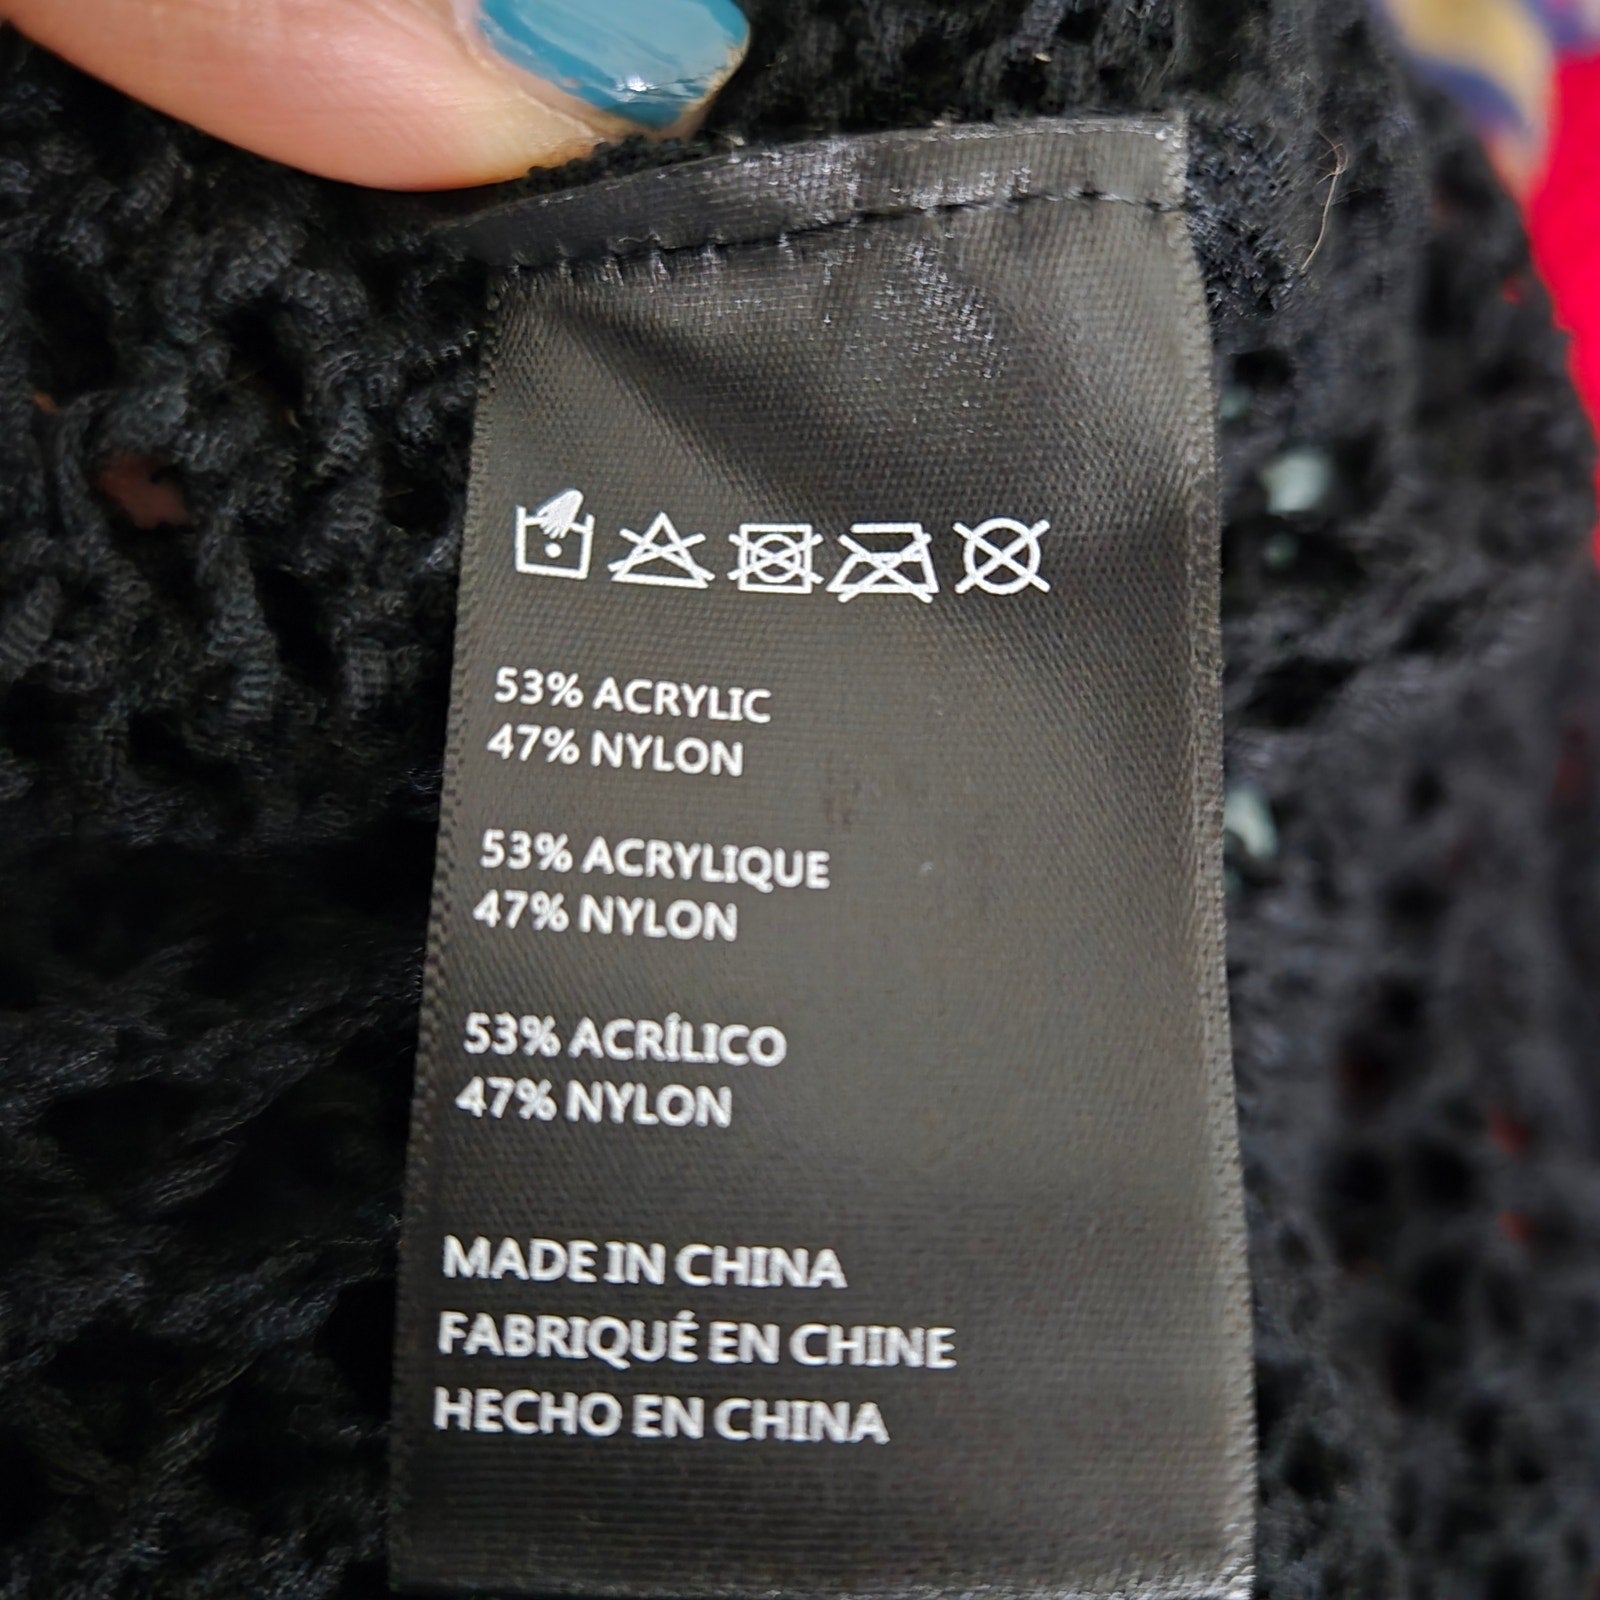 53% ACRYLIC
47% NYLON
53% ACRYLIQUE
47% NYLON
53% ACRÍLICO
47% NYLON
MADE IN CHINA
FABRIQUÉ EN CHINE
HECHO EN CHINA